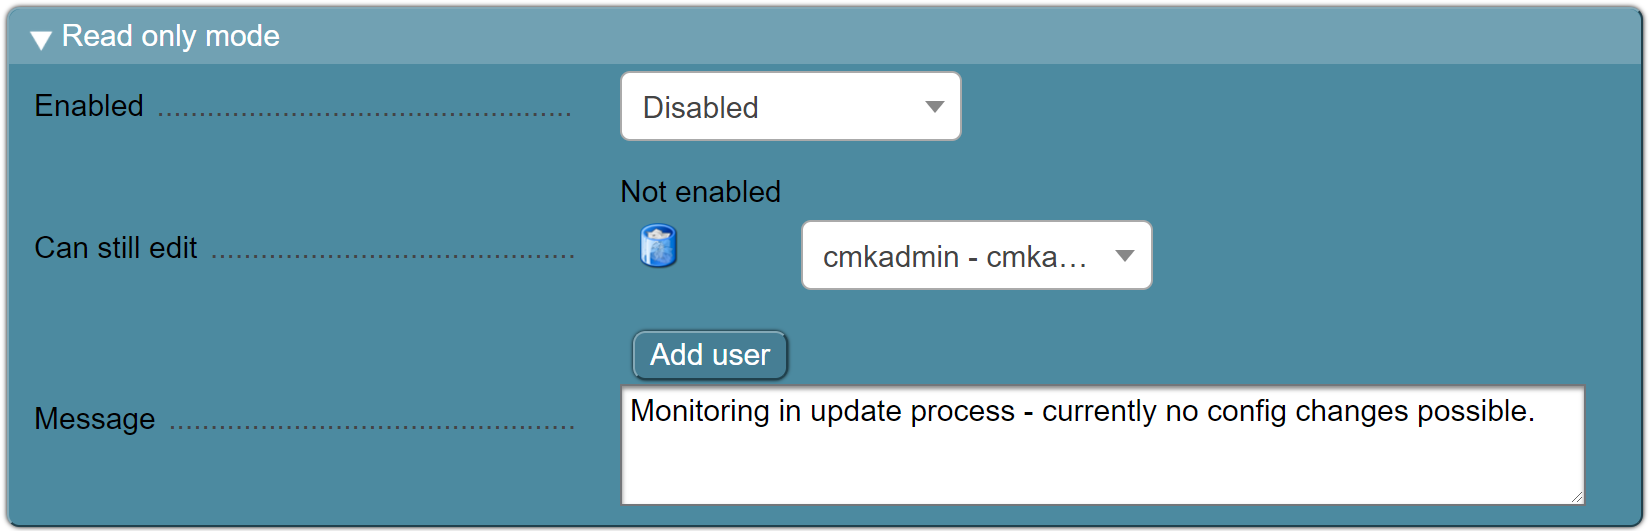 Read only mode
Enabled
Disabled
Not enabled
Can still edit
cmkadmin - cmka...
Add user
Message
Monitoring in update process - currently no config changes possible.